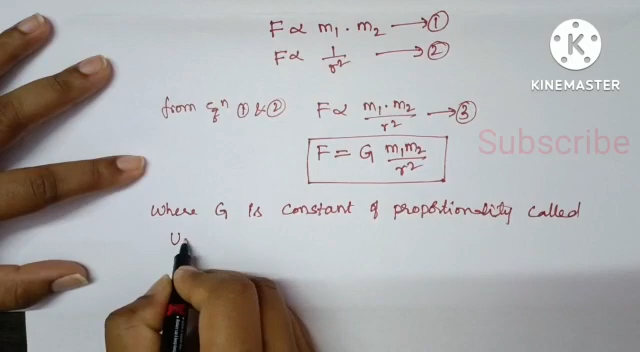 F ∝ m₁ . m₂ → ①
F ∝ 1/r² → ②
from eqⁿ ① & ② F ∝ m₁ . m₂/r² → ③
F = G m₁m₂/r²
where G is constant of proportionality called
U
KINEMASTER
Subscribe